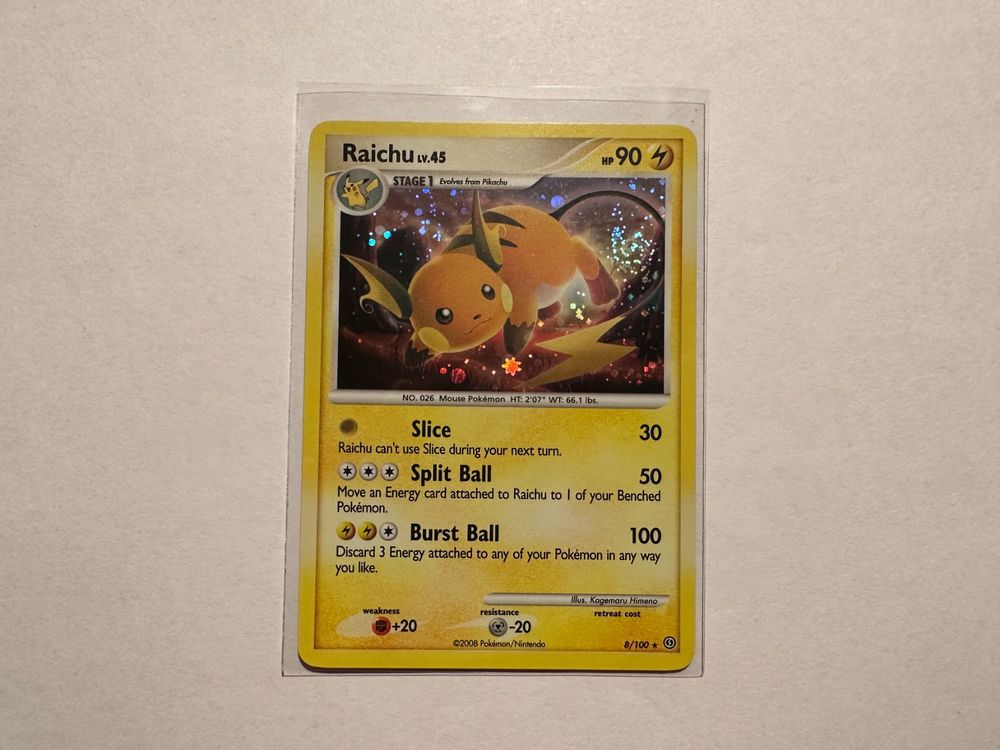 Raichu LV.45 HP 90
STAGE 1 Evolves from Pikachu
NO. 026 Mouse Pokémon HT: 2'07" WT: 66.1 lbs.
Slice 30
Raichu can't use Slice during your next turn.
Split Ball 50
Move an Energy card attached to Raichu to 1 of your Benched
Pokémon.
Burst Ball 100
Discard 3 Energy attached to any of your Pokémon in any way
you like.
Illus. Kagemaru Himeno
weakness resistance retreat cost
+20 -20
©2008 Pokémon/Nintendo 8/100 ★